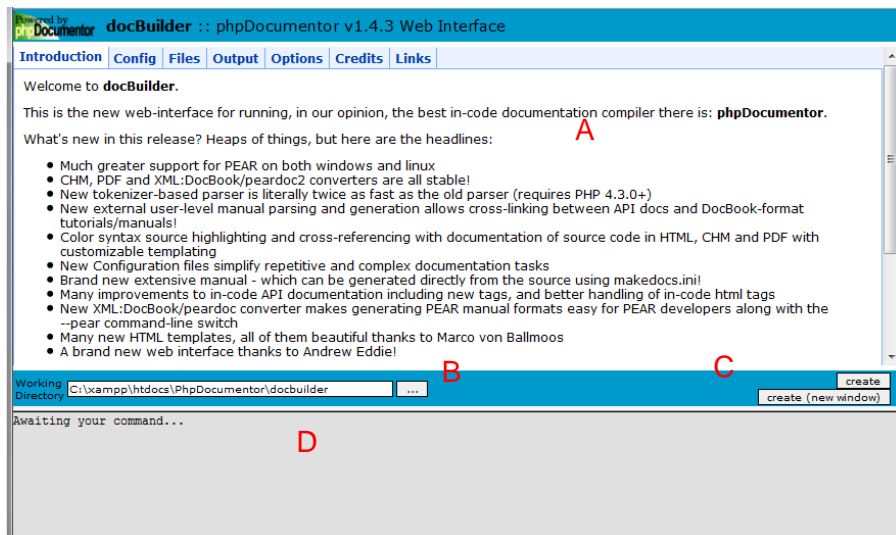 Powered by
phpDocumentor docBuilder :: phpDocumentor v1.4.3 Web Interface
Introduction Config Files Output Options Credits Links
Welcome to docBuilder.
This is the new web-interface for running, in our opinion, the best in-code documentation compiler there is: phpDocumentor.
A
What's new in this release? Heaps of things, but here are the headlines:
• Much greater support for PEAR on both windows and linux
• CHM, PDF and XML:DocBook/peardoc2 converters are all stable!
• New tokenizer-based parser is literally twice as fast as the old parser (requires PHP 4.3.0+)
• New external user-level manual parsing and generation allows cross-linking between API docs and DocBook-format
tutorials/manuals!
• Color syntax source highlighting and cross-referencing with documentation of source code in HTML, CHM and PDF with
customizable templating
• New Configuration files simplify repetitive and complex documentation tasks
• Brand new extensive manual - which can be generated directly from the source using makedocs.ini!
• Many improvements to in-code API documentation including new tags, and better handling of in-code html tags
• New XML:DocBook/peardoc converter makes generating PEAR manual formats easy for PEAR developers along with the
--pear command-line switch
• Many new HTML templates, all of them beautiful thanks to Marco von Ballmoos
• A brand new web interface thanks to Andrew Eddie!
B
C
Working
Directory C:\xampp\htdocs\PhpDocumentor\docbuilder ...
create
create (new window)
Awaiting your command...
D